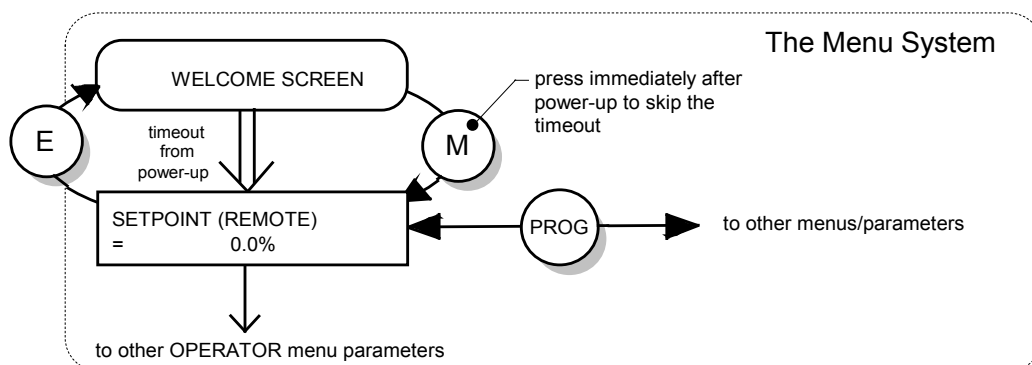 The Menu System
WELCOME SCREEN
press immediately after
power-up to skip the
timeout
E
timeout
from
power-up
M
SETPOINT (REMOTE)
= 0.0%
PROG
to other menus/parameters
to other OPERATOR menu parameters